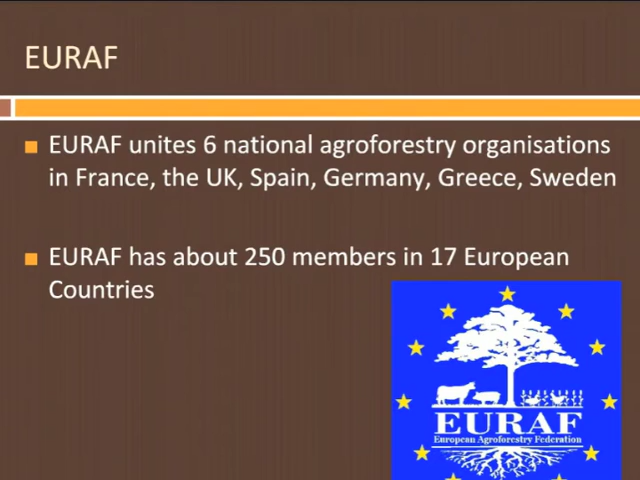 EURAF
EURAF unites 6 national agroforestry organisations
in France, the UK, Spain, Germany, Greece, Sweden
EURAF has about 250 members in 17 European
Countries
EURAF
European Agroforestry Federation